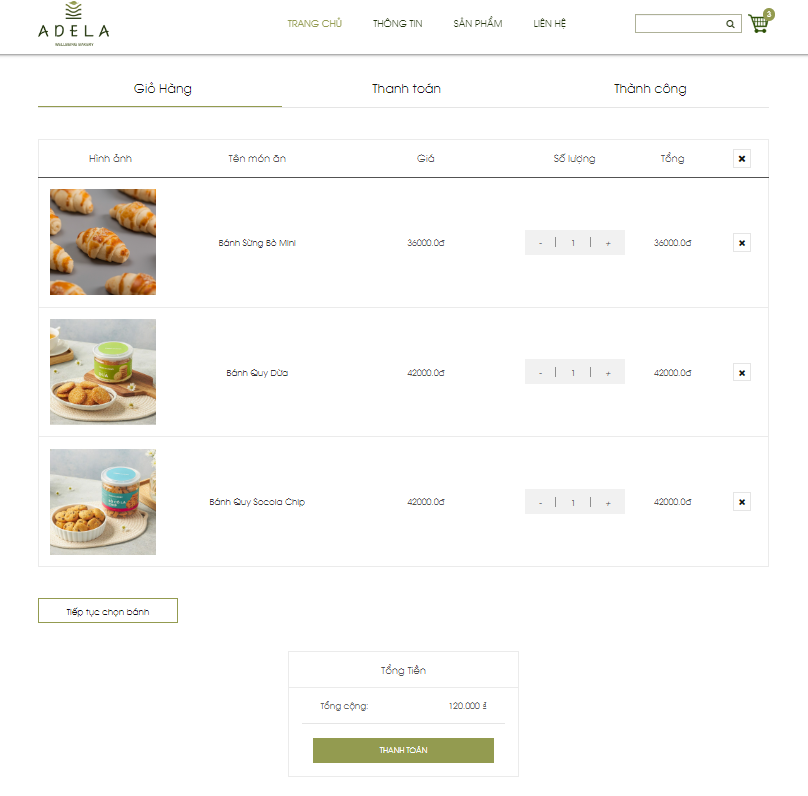 ADELA
TRANG CHỦ THÔNG TIN SẢN PHẨM LIÊN HỆ
3
Giỏ Hàng Thanh toán Thành công
Hình ảnh Tên món ăn Giá Số lượng Tổng
Bánh Sừng Bò Mini 36000.0đ - | 1 | + 36000.0đ
Bánh Quy Dừa 42000.0đ - | 1 | + 42000.0đ
Bánh Quy Socola Chip 42000.0đ - | 1 | + 42000.0đ
Tiếp tục chọn bánh
Tổng Tiền
Tổng cộng: 120.000 ₫
THANH TOÁN